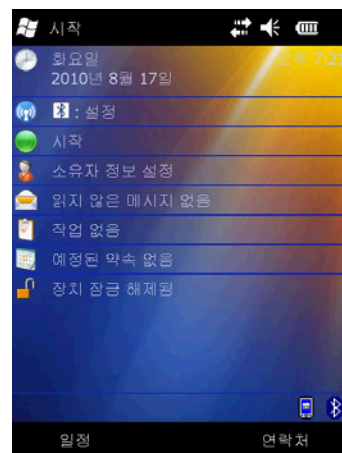 시작
화요일
2010년 8월 17일
: 설정
시작
소유자 정보 설정
읽지 않은 메시지 없음
작업 없음
예정된 약속 없음
장치 잠금 해제됨
일정 연락처